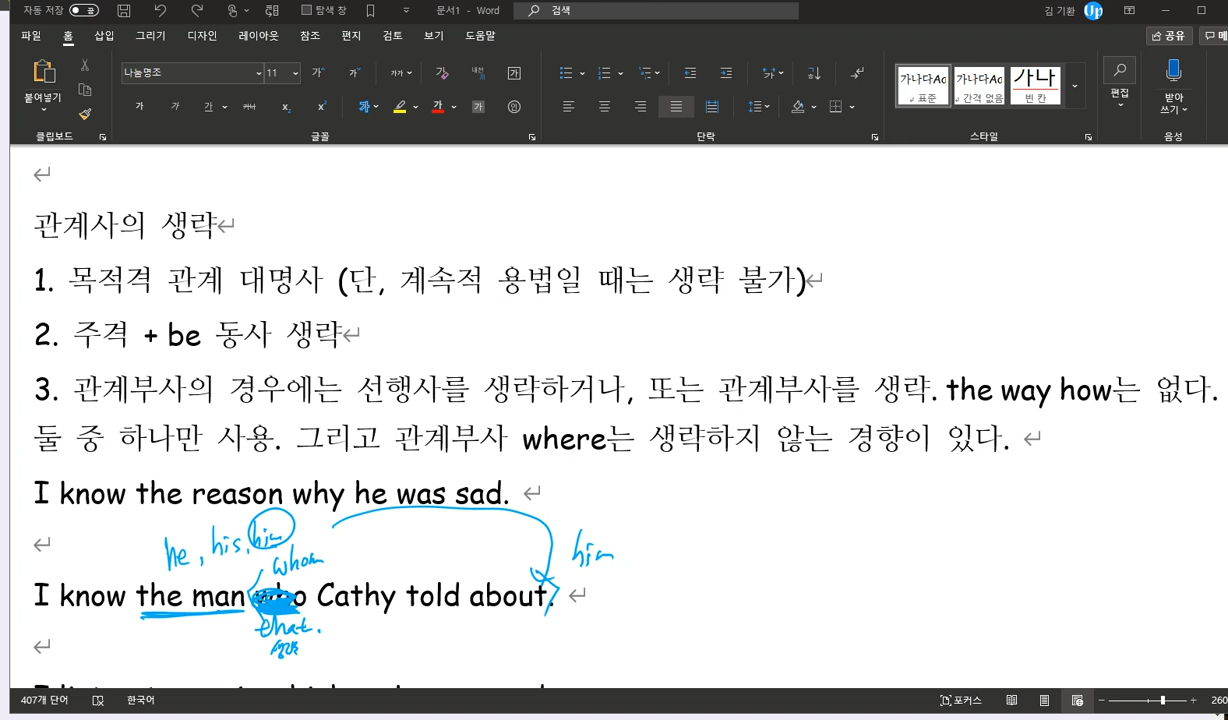 자동 저장 탐색 창 문서1 - Word 검색 김 기환 Up
파일 홈 삽입 그리기 디자인 레이아웃 참조 편지 검토 보기 도움말 공유 메
붙여넣기 나눔명조 11 가나다AaC 가나다AaC 가나 편집 받아
표준 간격 없음 빈 칸 쓰기
클립보드 글꼴 단락 스타일 음성
관계사의 생략
1. 목적격 관계 대명사 (단, 계속적 용법일 때는 생략 불가)
2. 주격 + be 동사 생략
3. 관계부사의 경우에는 선행사를 생략하거나, 또는 관계부사를 생략. the way how는 없다.
둘 중 하나만 사용. 그리고 관계부사 where는 생략하지 않는 경향이 있다.
I know the reason why he was sad.
he, his, him him
whom
I know the man who Cathy told about.
that.
생략
407개 단어 한국어 포커스 260